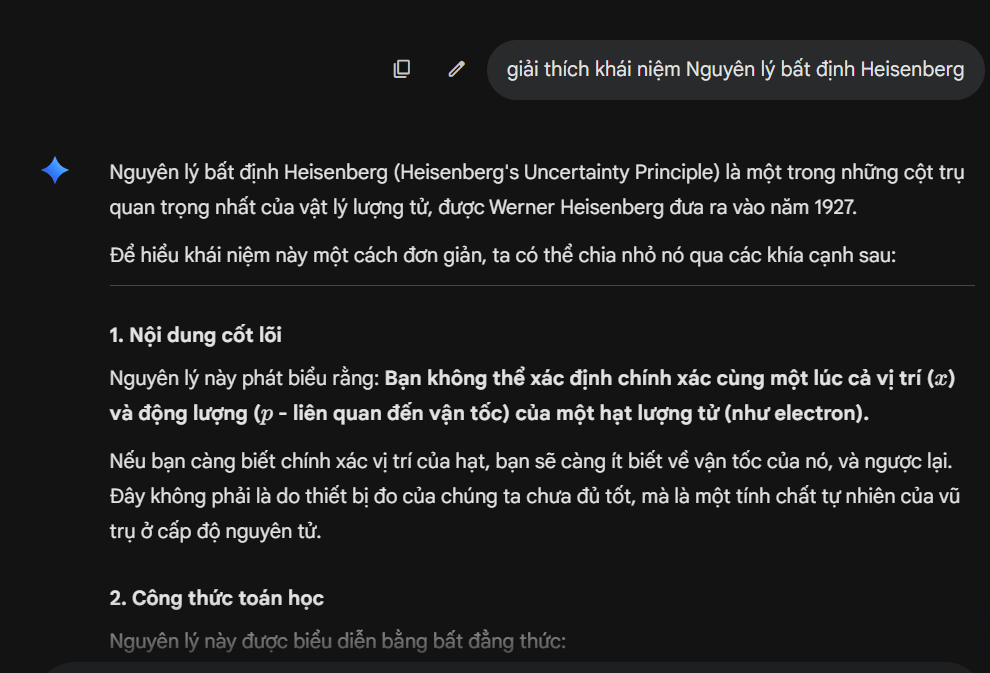 giải thích khái niệm Nguyên lý bất định Heisenberg
Nguyên lý bất định Heisenberg (Heisenberg's Uncertainty Principle) là một trong những cột trụ
quan trọng nhất của vật lý lượng tử, được Werner Heisenberg đưa ra vào năm 1927.
Để hiểu khái niệm này một cách đơn giản, ta có thể chia nhỏ nó qua các khía cạnh sau:
1. Nội dung cốt lõi
Nguyên lý này phát biểu rằng: Bạn không thể xác định chính xác cùng một lúc cả vị trí (x)
và động lượng (p - liên quan đến vận tốc) của một hạt lượng tử (như electron).
Nếu bạn càng biết chính xác vị trí của hạt, bạn sẽ càng ít biết về vận tốc của nó, và ngược lại.
Đây không phải là do thiết bị đo của chúng ta chưa đủ tốt, mà là một tính chất tự nhiên của vũ
trụ ở cấp độ nguyên tử.
2. Công thức toán học
Nguyên lý này được biểu diễn bằng bất đẳng thức: